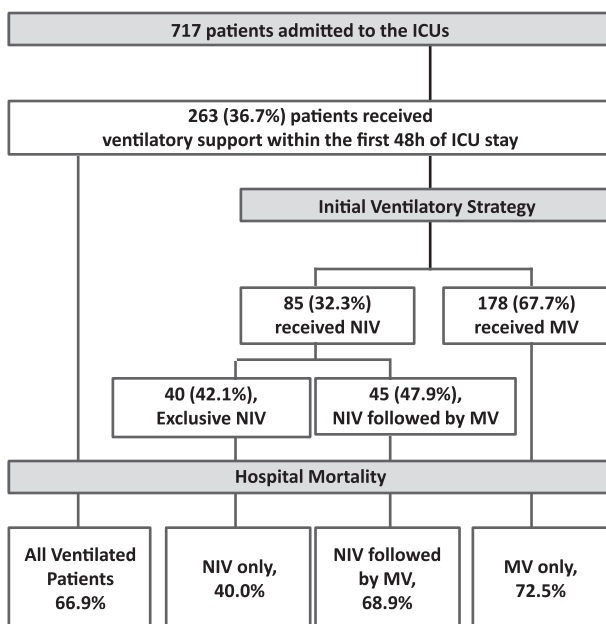 717 patients admitted to the ICUs
263 (36.7%) patients received
ventilatory support within the first 48h of ICU stay
Initial Ventilatory Strategy
85 (32.3%)
received NIV
178 (67.7%)
received MV
40 (42.1%),
Exclusive NIV
45 (47.9%),
NIV followed by MV
Hospital Mortality
All Ventilated
Patients
66.9%
NIV only,
40.0%
NIV followed
by MV,
68.9%
MV only,
72.5%